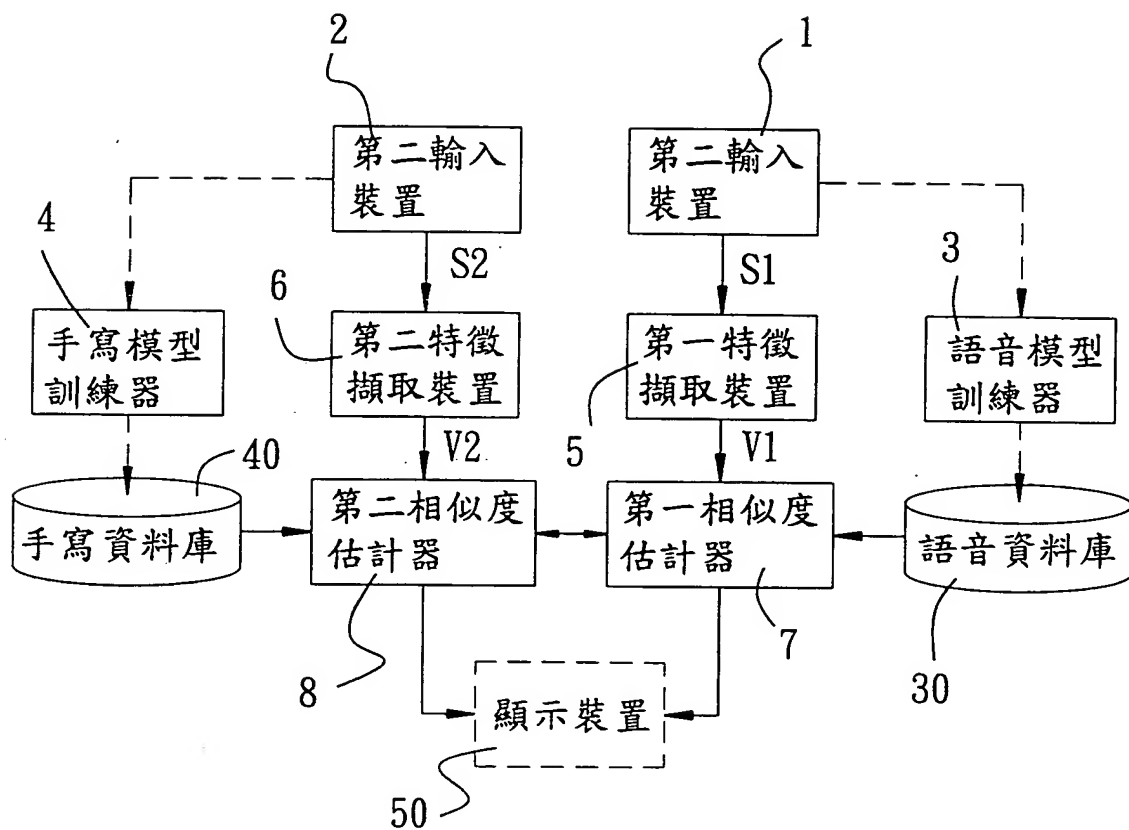 2
1
第二輸入
裝置
第二輸入
裝置
4
S2
S1
3
6
手寫模型
訓練器
第二特徵
擷取裝置
第一特徵
擷取裝置
語音模型
訓練器
5
V2
V1
40
手寫資料庫
第二相似度
估計器
第一相似度
估計器
語音資料庫
8
7
30
顯示裝置
50